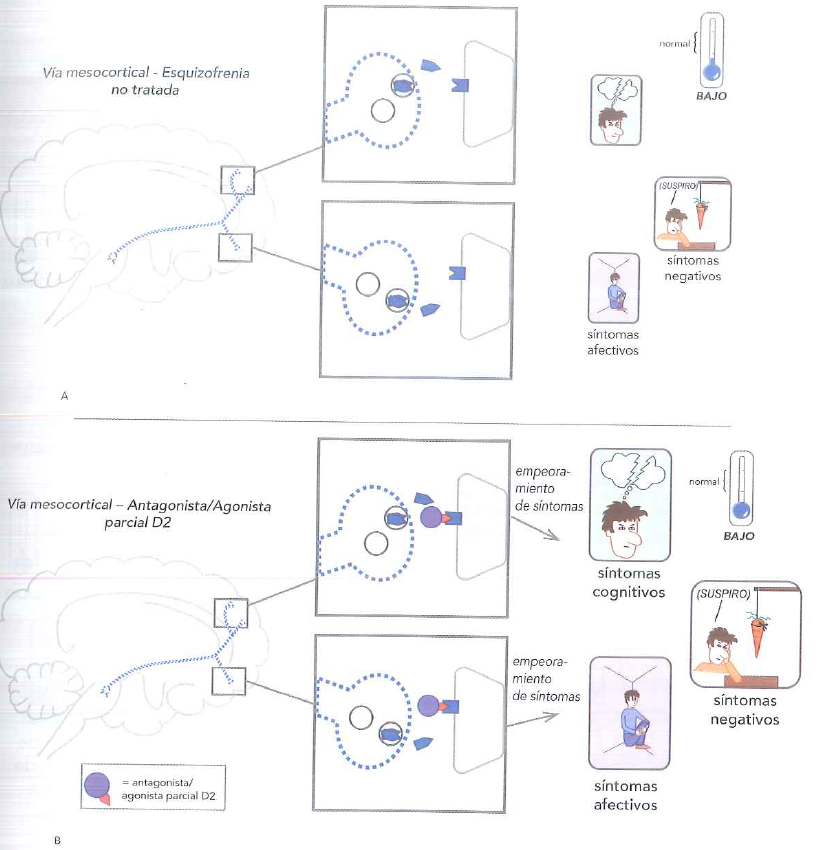 Vía mesocortical - Esquizofrenia
no tratada
normal
BAJO
(SUSPIRO)
síntomas
negativos
síntomas
afectivos
A
Vía mesocortical – Antagonista/Agonista
parcial D2
empeora-
miento
de síntomas
síntomas
cognitivos
normal
BAJO
(SUSPIRO)
síntomas
negativos
empeora-
miento
de síntomas
síntomas
afectivos
= antagonista/
agonista parcial D2
B